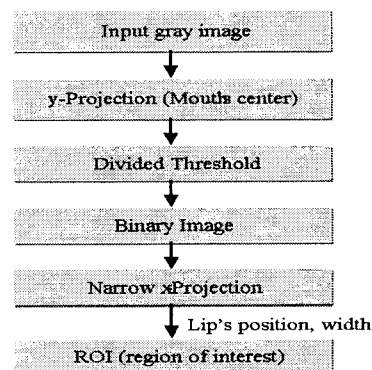 Input gray image
y-Projection (Mouths center)
Divided Threshold
Binary Image
Narrow xProjection
Lip's position, width
ROI (region of interest)